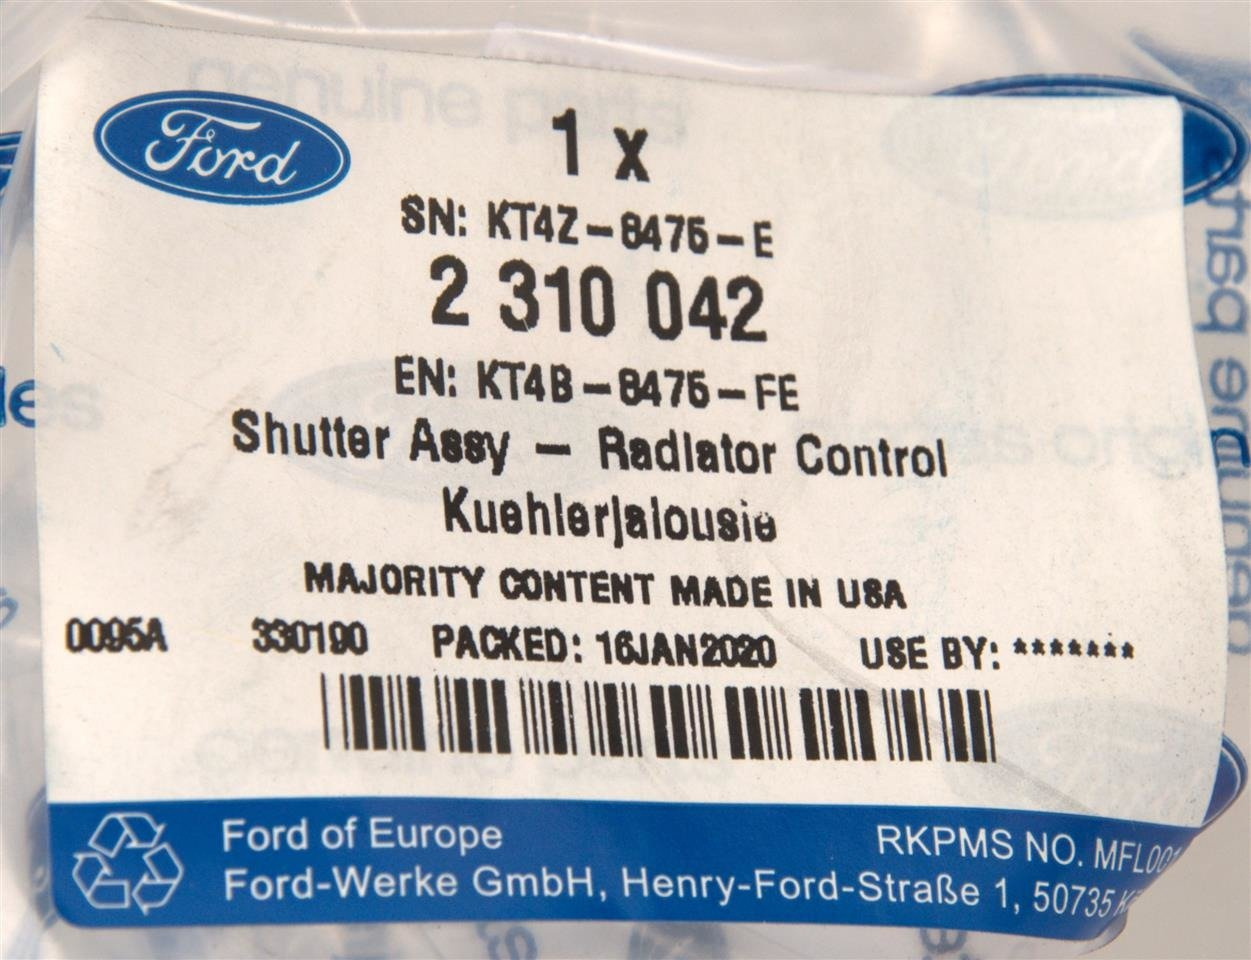 Ford
1 x
SN: KT4Z-8475-E
2 310 042
EN: KT4B-8475-FE
Shutter Assy - Radiator Control
Kuehlerjalousie
MAJORITY CONTENT MADE IN USA
0095A 330190 PACKED: 16JAN2020 USE BY: *******
Ford of Europe
RKPMS NO.
Ford-Werke GmbH, Henry-Ford-Straße 1, 50735
genuine parts